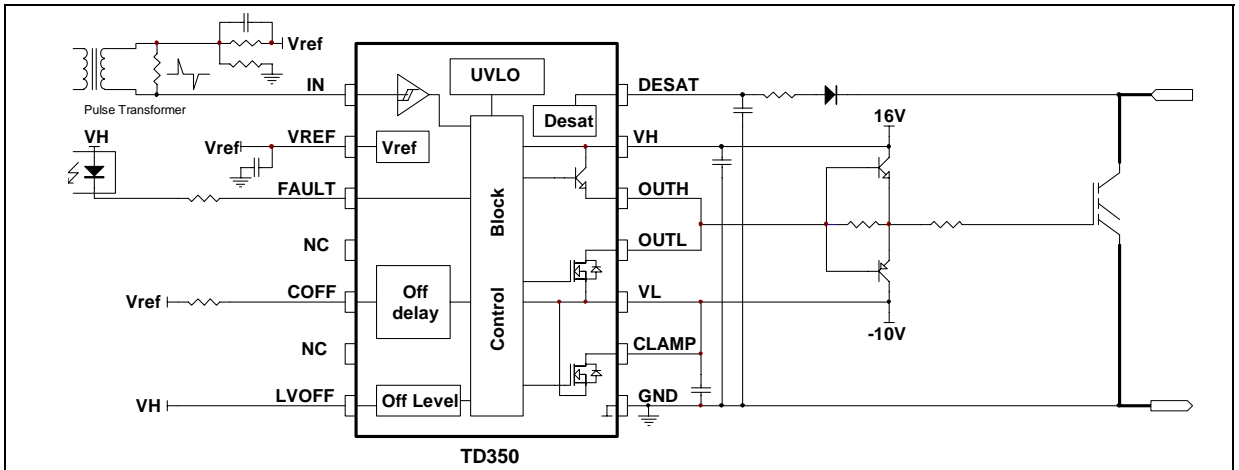 Vref
Pulse Transformer
IN
VREF
Vref
VH
FAULT
NC
COFF
Vref
NC
LVOFF
VH
UVLO
Desat
Vref
Control Block
Off
delay
Off Level
DESAT
VH
OUTH
OUTL
VL
CLAMP
GND
16V
-10V
TD350